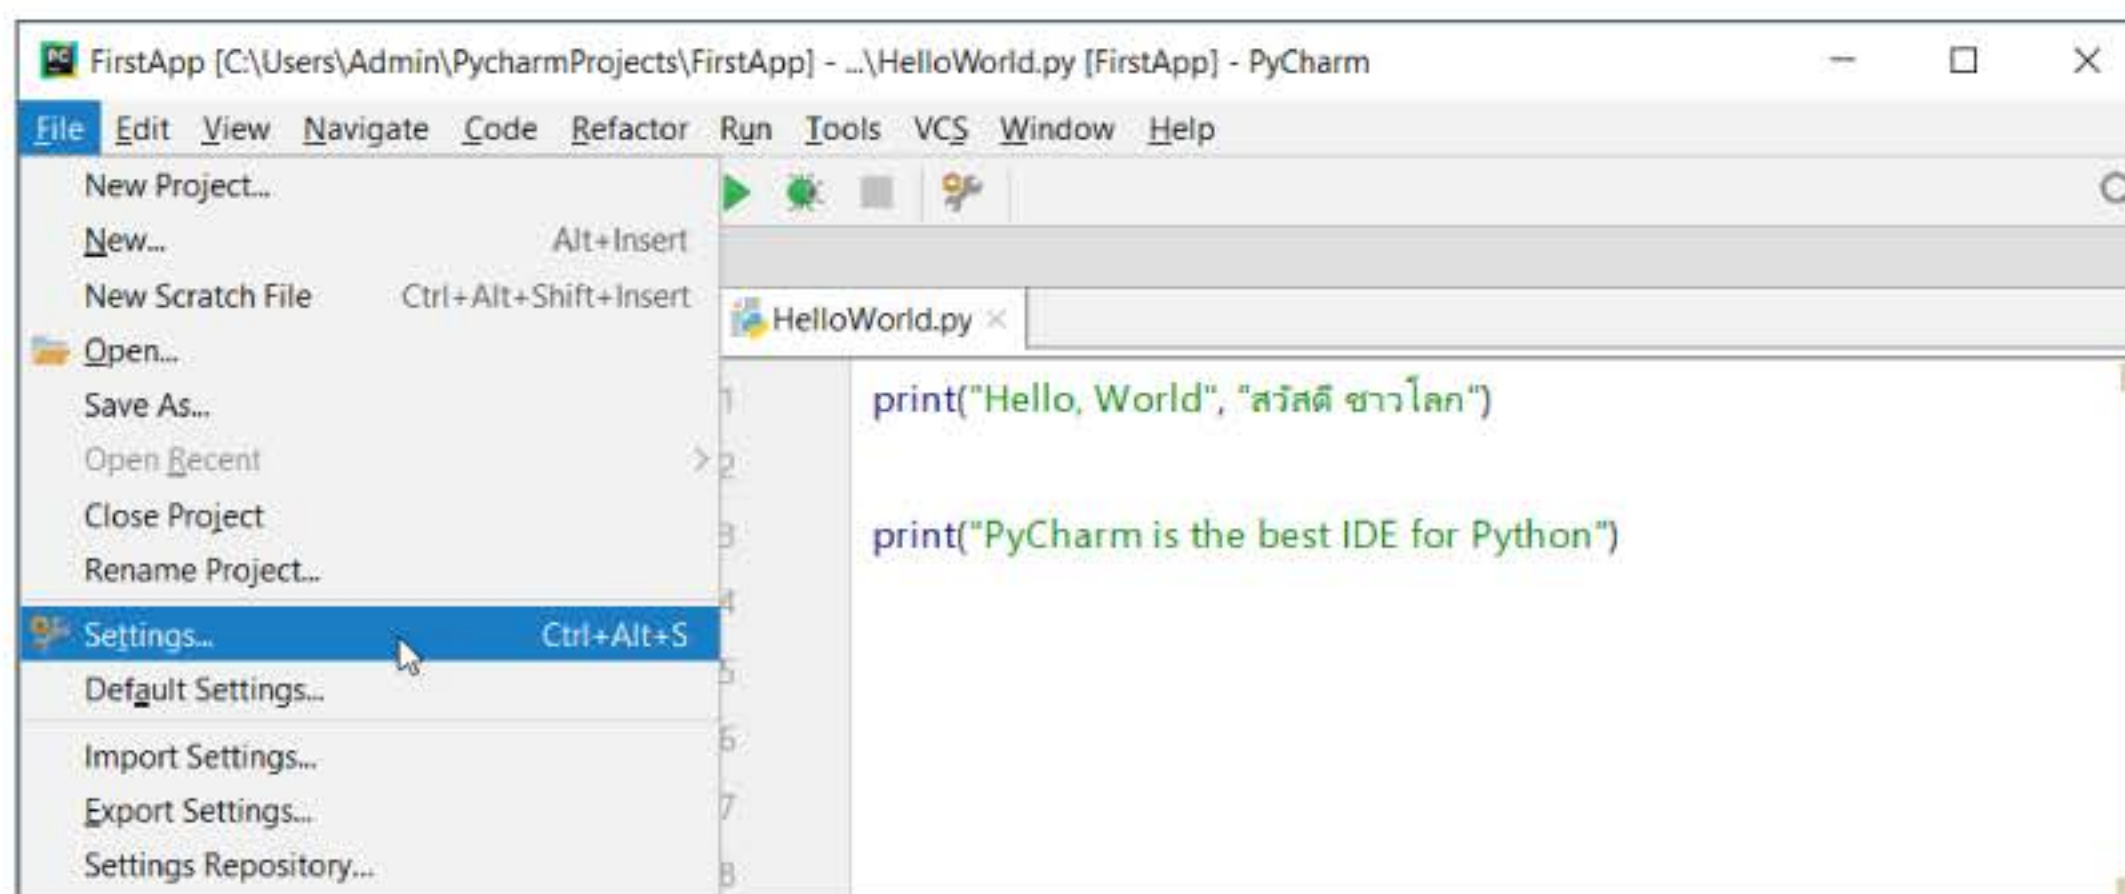 FirstApp [C:\Users\Admin\PycharmProjects\FirstApp] - ...\HelloWorld.py [FirstApp] - PyCharm
File Edit View Navigate Code Refactor Run Tools VCS Window Help
New Project...
New... Alt+Insert
New Scratch File Ctrl+Alt+Shift+Insert
Open...
Save As...
Open Recent
Close Project
Rename Project...
Settings... Ctrl+Alt+S
Default Settings...
Import Settings...
Export Settings...
Settings Repository...
HelloWorld.py
1 print("Hello, World", "สวัสดี ชาวโลก")
2
3 print("PyCharm is the best IDE for Python")
4
5
6
7
8